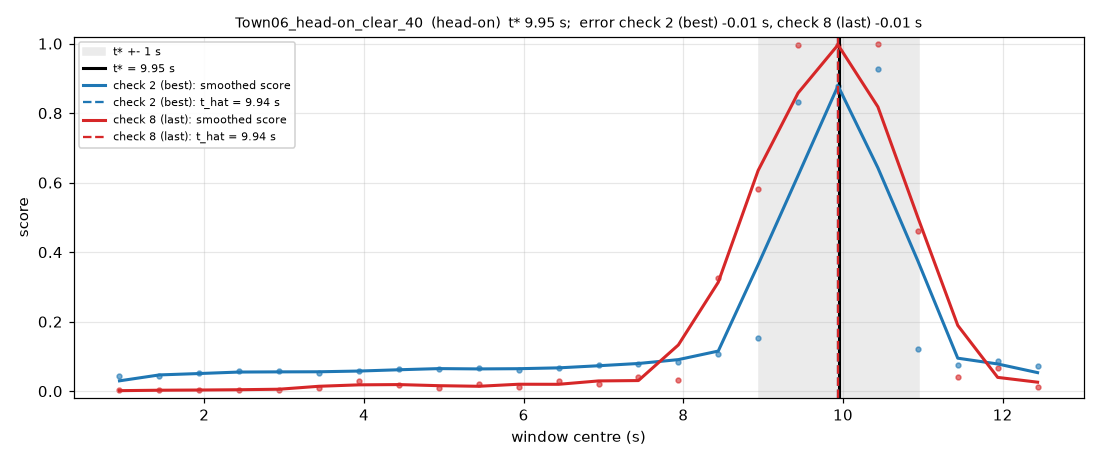 Town06_head-on_clear_40  (head-on)  t* 9.95 s;  error check 2 (best) -0.01 s, check 8 (last) -0.01 s
t* +- 1 s
t* = 9.95 s
check 2 (best): smoothed score
check 2 (best): t_hat = 9.94 s
check 8 (last): smoothed score
check 8 (last): t_hat = 9.94 s
1.0
0.8
0.6
0.4
0.2
0.0
score
2 4 6 8 10 12
window centre (s)